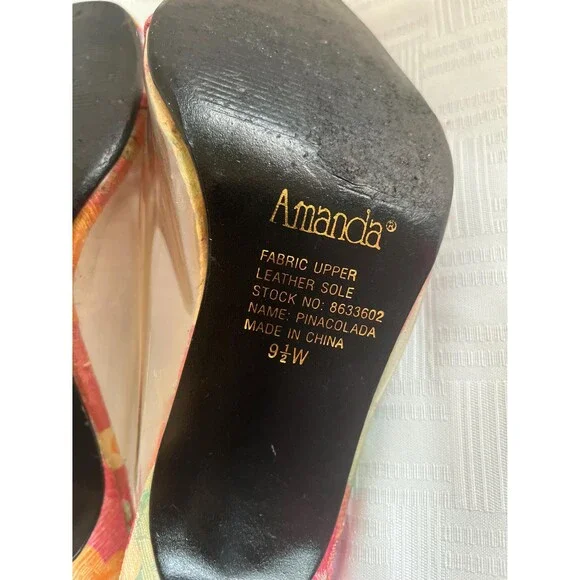 Amanda®
FABRIC UPPER
LEATHER SOLE
STOCK NO: 8633602
NAME: PINACOLADA
MADE IN CHINA
9½W